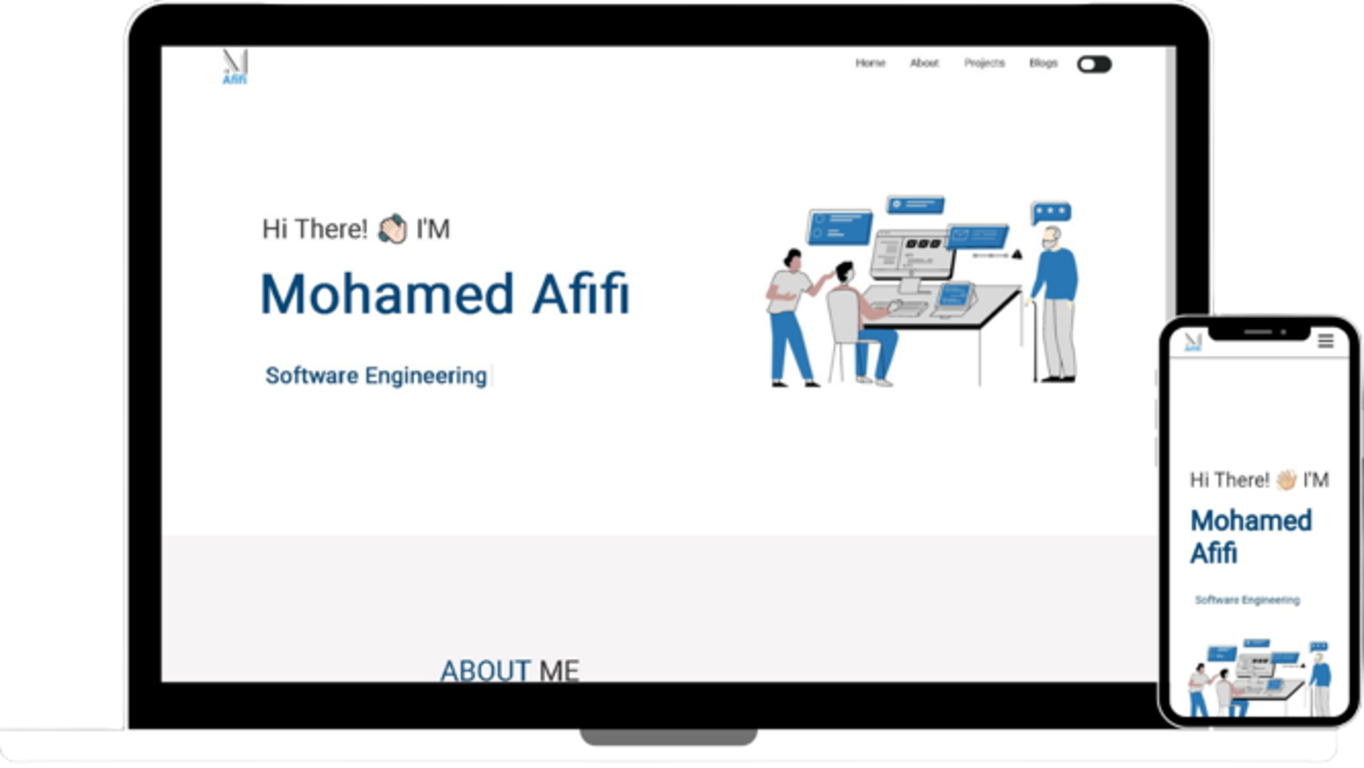 Afifi
Home About Projects Blogs
Hi There! 👋🏻 I'M
Mohamed Afifi
Software Engineering
ABOUT ME
Afifi
Hi There! 👋🏻 I'M
Mohamed
Afifi
Software Engineering